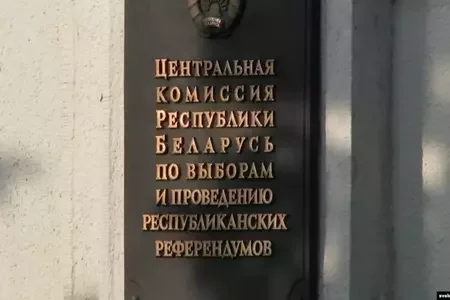 Центральная
комиссия
Республики
Беларусь
по выборам
и проведению
республиканских
референдумов